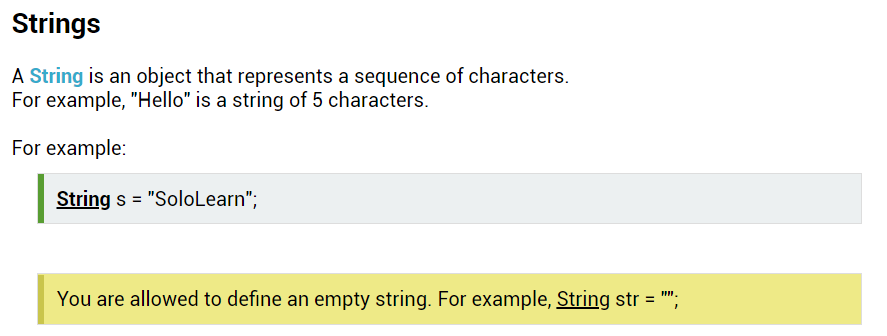 Strings
A String is an object that represents a sequence of characters.
For example, "Hello" is a string of 5 characters.
For example:
String s = "SoloLearn";
You are allowed to define an empty string. For example, String str = "";